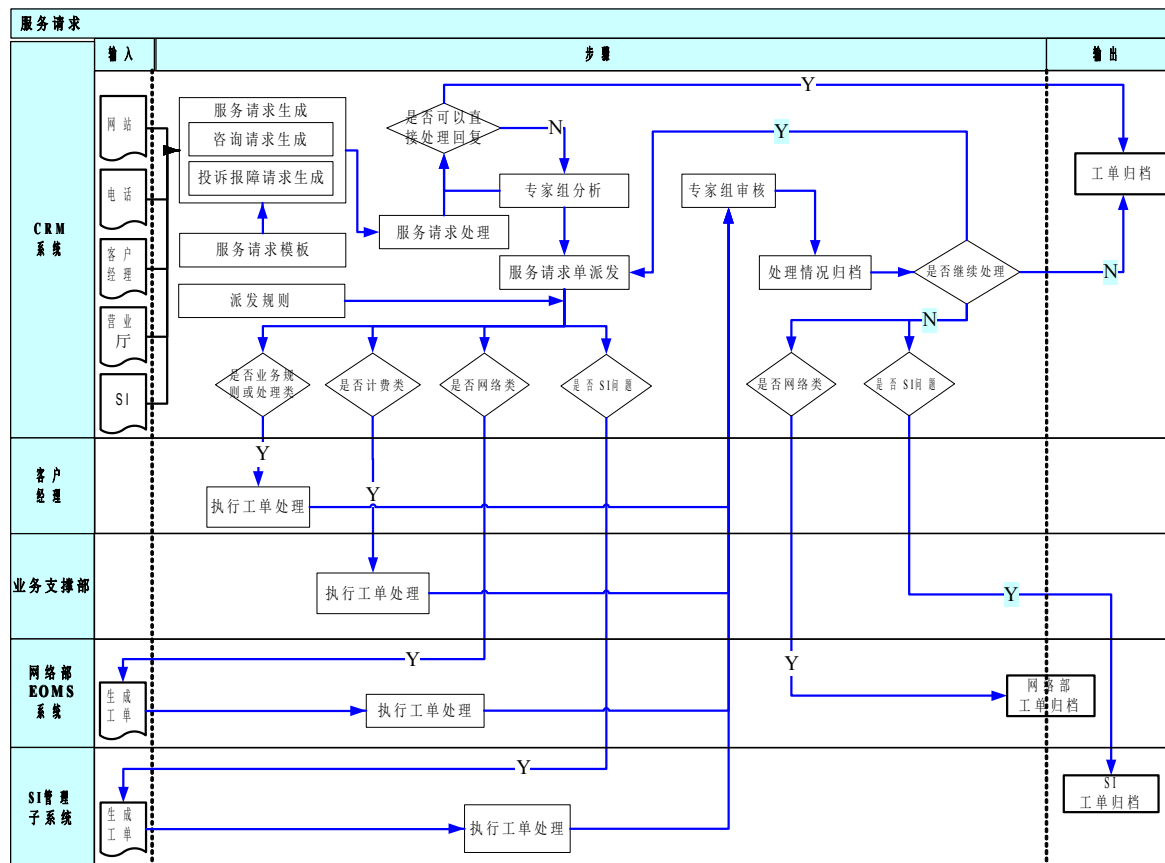 服务请求
输入
步骤
输出
CRM
系统
网站
电话
客户
经理
营业
厅
SI
服务请求生成
咨询请求生成
投诉报障请求生成
服务请求模板
派发规则
服务请求处理
是否可以直
接处理回复
Y
N
专家组分析
服务请求单派发
专家组审核
处理情况归档
Y
是否继续处理
N
N
工单归档
是否业务规
则或处理类
是否计费类
是否网络类
是否SI问题
是否网络类
是否SI问题
客户
经理
Y
Y
执行工单处理
业务支撑部
执行工单处理
Y
网络部
EOMS
系统
Y
Y
生成
工单
执行工单处理
网络部
工单归档
SI管理
子系统
Y
生成
工单
执行工单处理
SI
工单归档